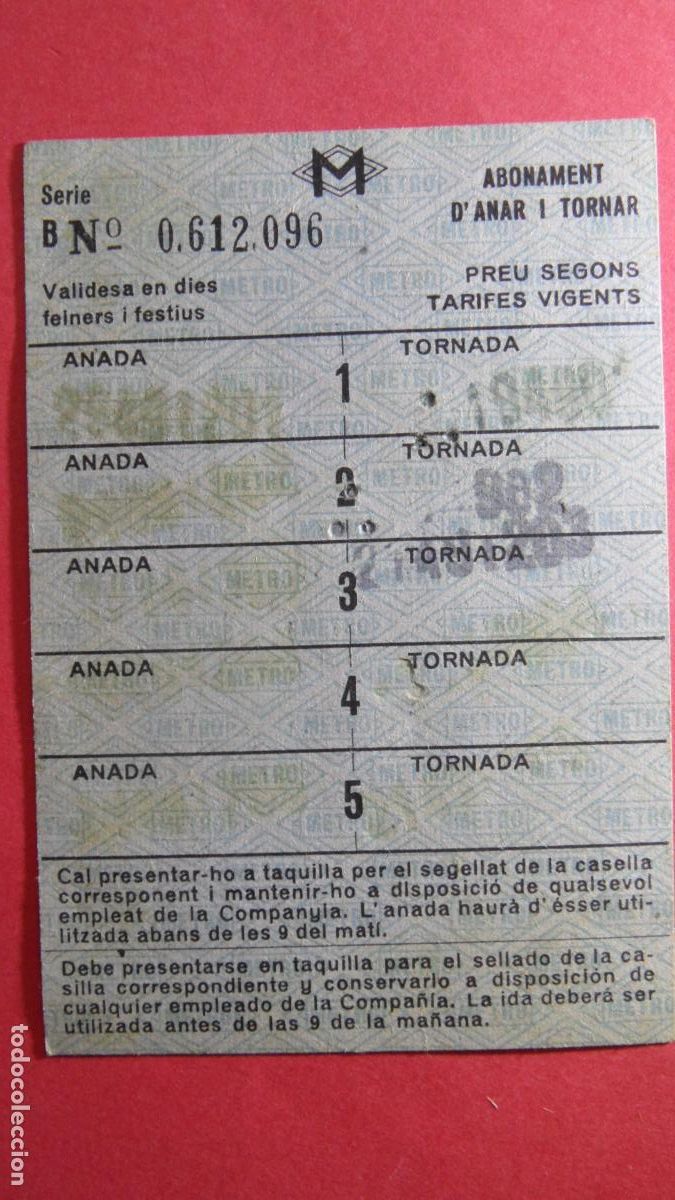 M
Serie
B Nº 0.612.096
ABONAMENT
D'ANAR I TORNAR
Validesa en dies
feiners i festius
PREU SEGONS
TARIFES VIGENTS
ANADA 1 TORNADA
ANADA 2 TORNADA
ANADA 3 TORNADA
ANADA 4 TORNADA
ANADA 5 TORNADA
Cal presentar-ho a taquilla per el segellat de la casella
corresponent i mantenir-ho a disposició de qualsevol
empleat de la Companyia. L'anada haurà d'ésser uti-
litzada abans de les 9 del matí.
Debe presentarse en taquilla para el sellado de la ca-
silla correspondiente y conservarlo a disposición de
cualquier empleado de la Compañía. La ida deberá ser
utilizada antes de las 9 de la mañana.
todocoleccion